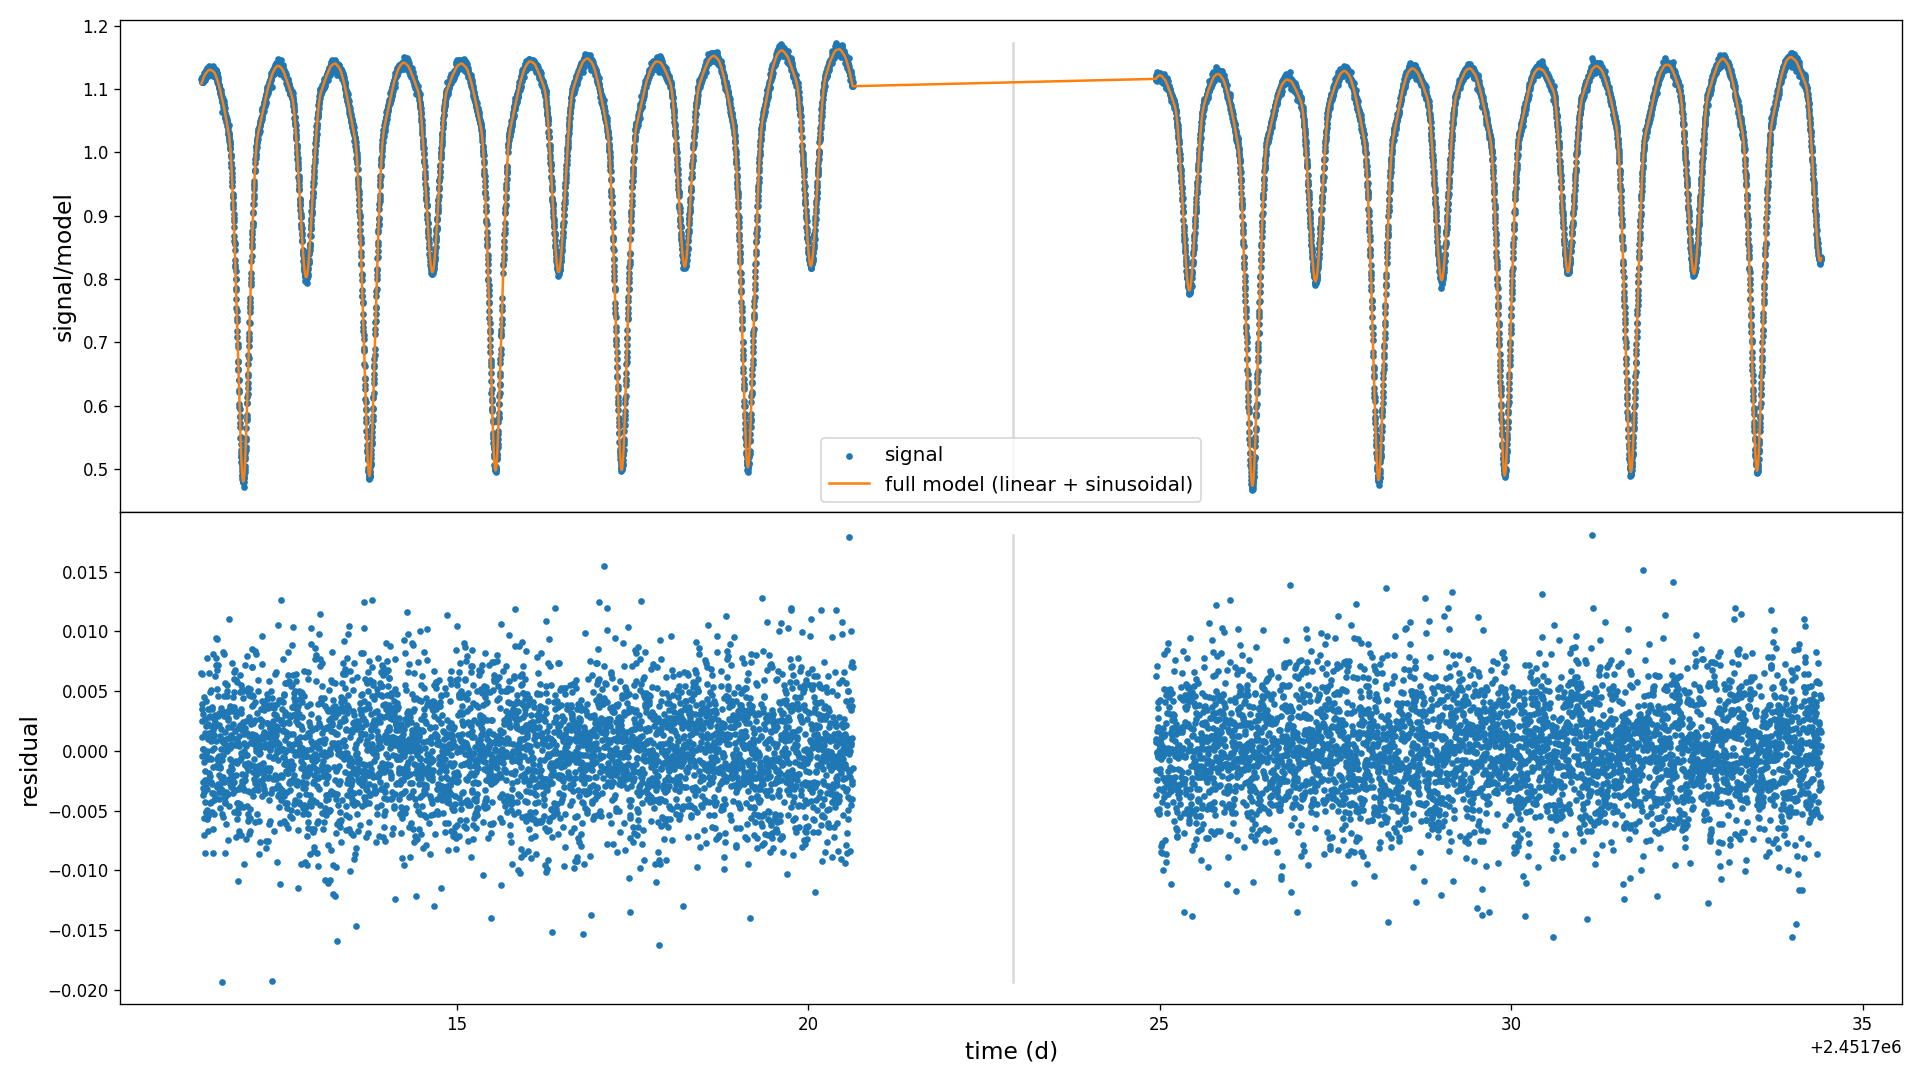 1.2
1.1
1.0
0.9
0.8
0.7
0.6
0.5
signal/model
signal
full model (linear + sinusoidal)
0.015
0.010
0.005
0.000
−0.005
−0.010
−0.015
−0.020
residual
15 20 25 30 35
time (d)
+2.4517e6